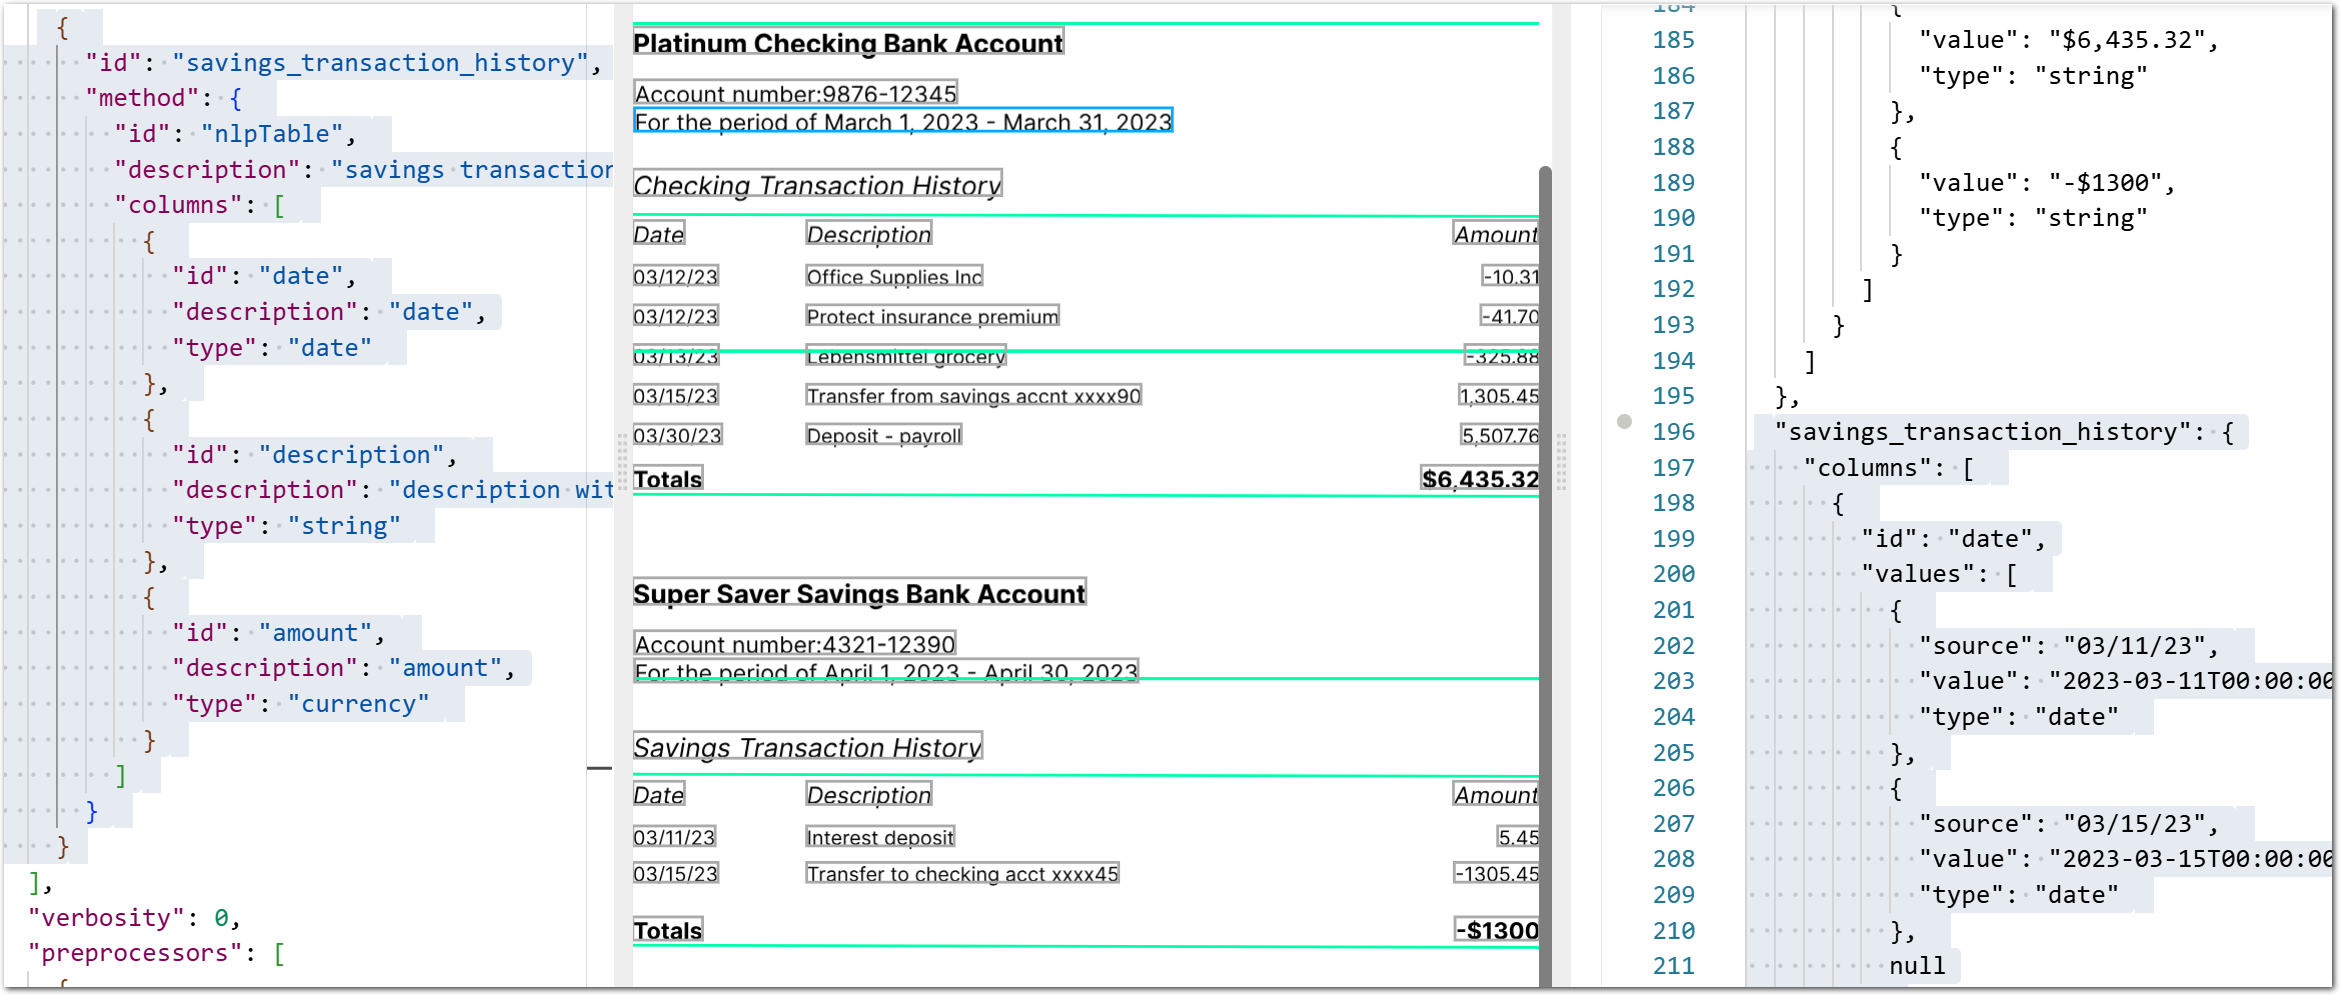 {
"id": "savings_transaction_history",
"method": {
"id": "nlpTable",
"description": "savings transaction
"columns": [
{
"id": "date",
"description": "date",
"type": "date"
},
{
"id": "description",
"description": "description wit
"type": "string"
},
{
"id": "amount",
"description": "amount",
"type": "currency"
}
]
}
}
],
"verbosity": 0,
"preprocessors": [
{
Platinum Checking Bank Account
Account number:9876-12345
For the period of March 1, 2023 - March 31, 2023
Checking Transaction History
Date Description Amount
03/12/23 Office Supplies Inc -10.31
03/12/23 Protect insurance premium -41.70
03/13/23 Lebensmittel grocery -325.88
03/15/23 Transfer from savings accnt xxxx90 1,305.45
03/30/23 Deposit - payroll 5,507.76
Totals $6,435.32
Super Saver Savings Bank Account
Account number:4321-12390
For the period of April 1, 2023 - April 30, 2023
Savings Transaction History
Date Description Amount
03/11/23 Interest deposit 5.45
03/15/23 Transfer to checking acct xxxx45 -1305.45
Totals -$1300
184 {
185 "value": "$6,435.32",
186 "type": "string"
187 },
188 {
189 "value": "-$1300",
190 "type": "string"
191 }
192 ]
193 }
194 ]
195 },
196 "savings_transaction_history": {
197 "columns": [
198 {
199 "id": "date",
200 "values": [
201 {
202 "source": "03/11/23",
203 "value": "2023-03-11T00:00:00
204 "type": "date"
205 },
206 {
207 "source": "03/15/23",
208 "value": "2023-03-15T00:00:00
209 "type": "date"
210 },
211 null